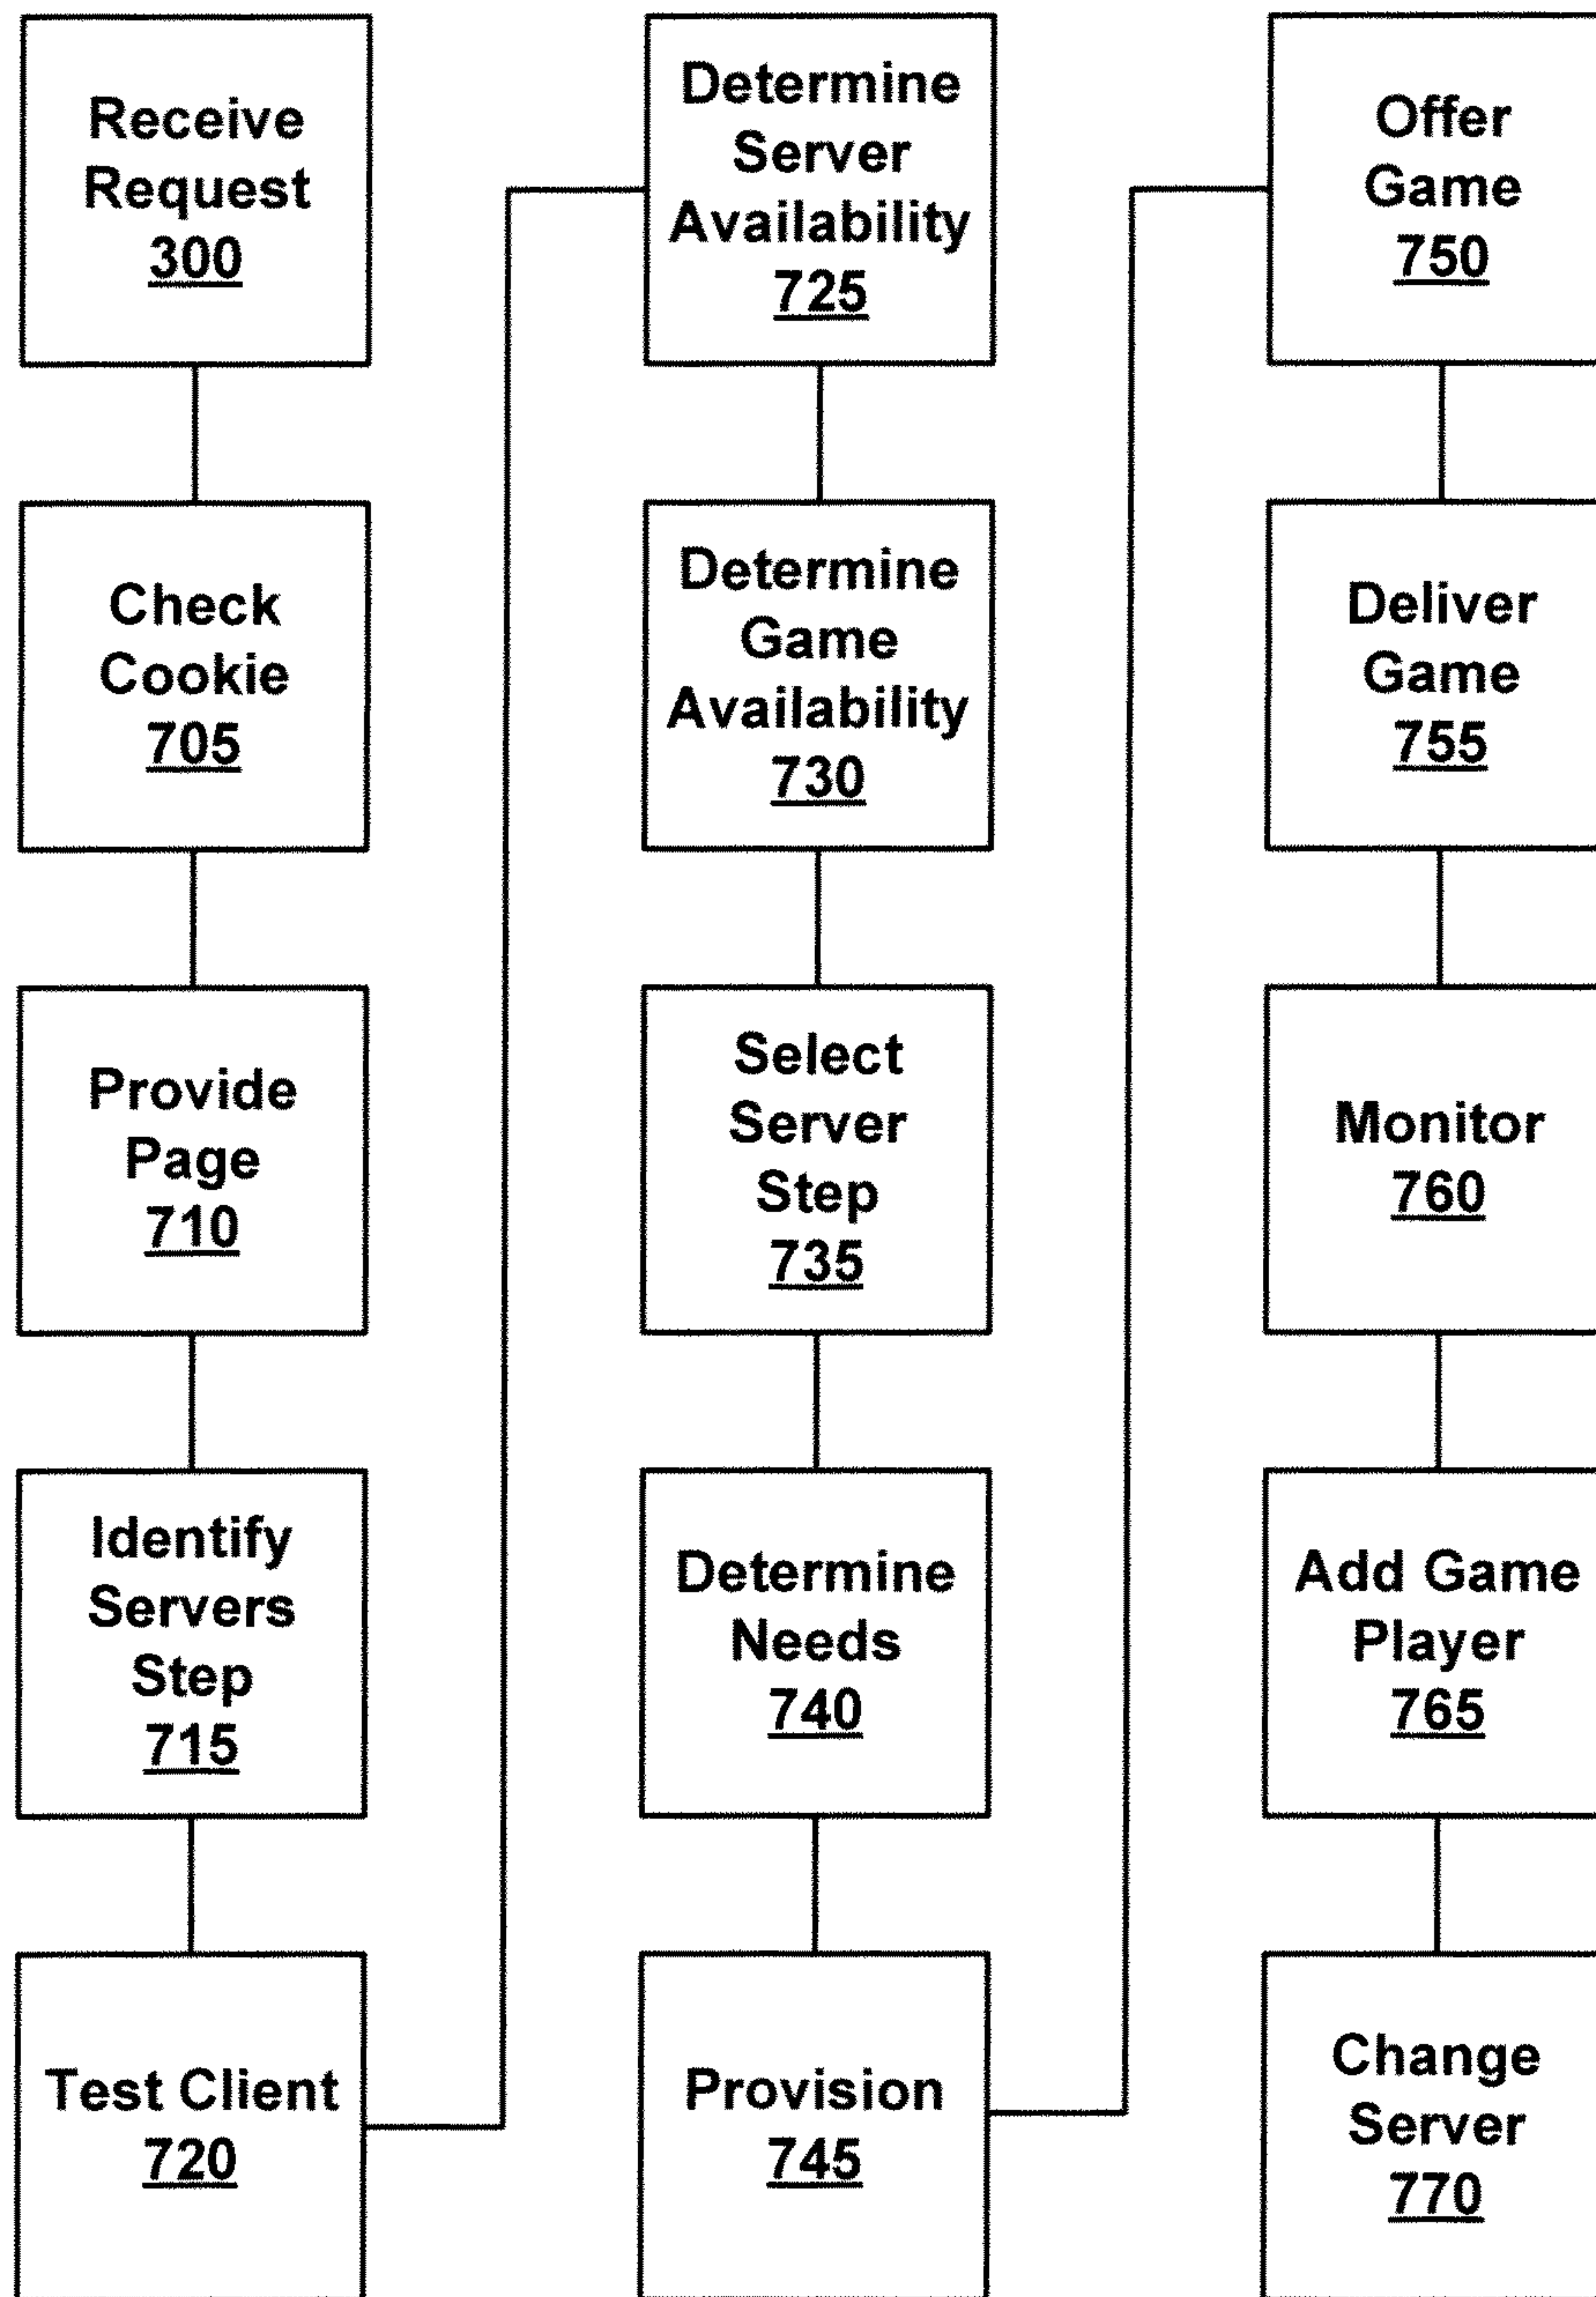 Receive
Request
300
Check
Cookie
705
Provide
Page
710
Identify
Servers
Step
715
Test Client
720
Determine
Server
Availability
725
Determine
Game
Availability
730
Select
Server
Step
735
Determine
Needs
740
Provision
745
Offer
Game
750
Deliver
Game
755
Monitor
760
Add Game
Player
765
Change
Server
770